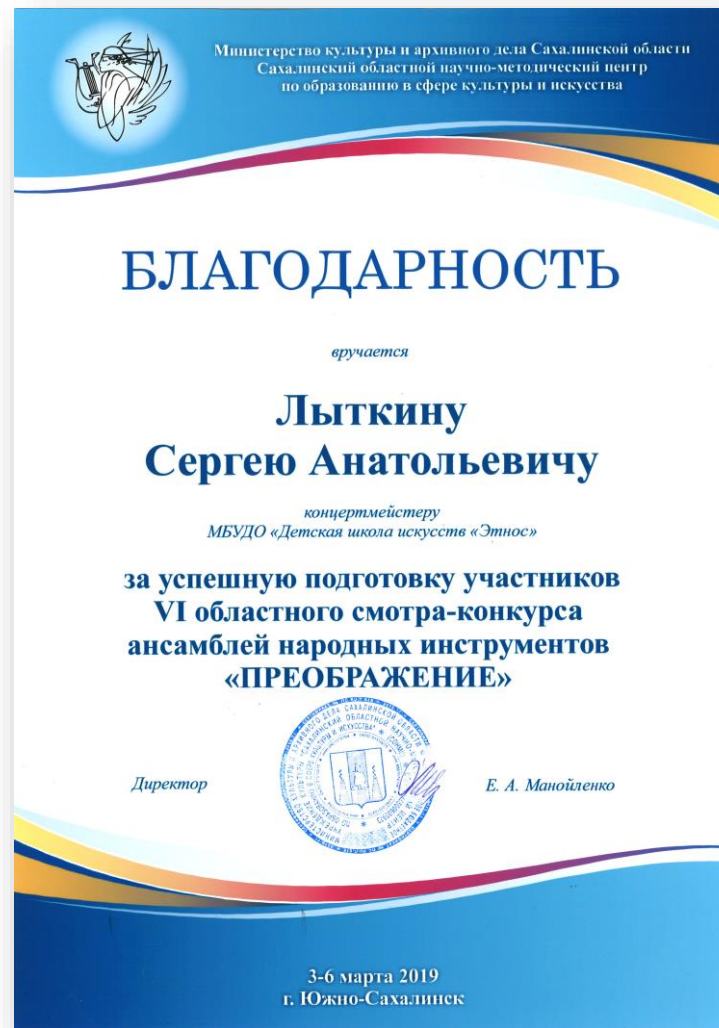 Министерство культуры и архивного дела Сахалинской области
Сахалинский областной научно-методический центр
по образованию в сфере культуры и искусства
БЛАГОДАРНОСТЬ
вручается
Лыткину
Сергею Анатольевичу
концертмейстеру
МБУДО «Детская школа искусств «Этнос»
за успешную подготовку участников
VI областного смотра-конкурса
ансамблей народных инструментов
«ПРЕОБРАЖЕНИЕ»
Директор
Е. А. Манойленко
3-6 марта 2019
г. Южно-Сахалинск